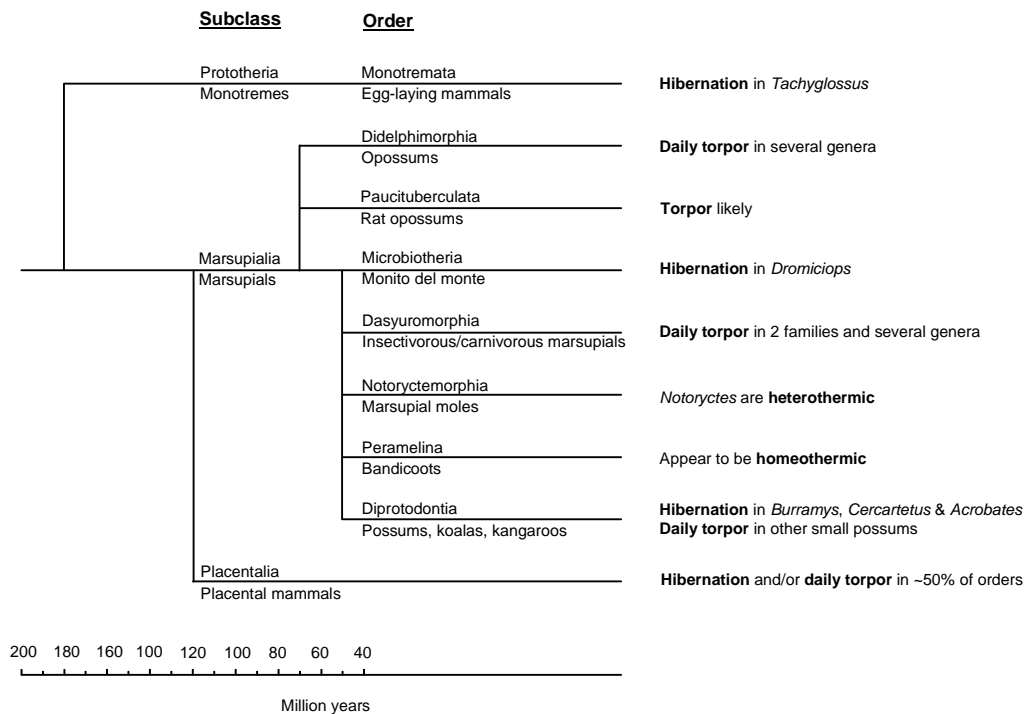 Subclass Order
Prototheria Monotremata
Monotremes Egg-laying mammals
Hibernation in Tachyglossus
Didelphimorphia
Opossums
Daily torpor in several genera
Paucituberculata
Rat opossums
Torpor likely
Marsupialia Microbiotheria
Marsupials Monito del monte
Hibernation in Dromiciops
Dasyuromorphia
Insectivorous/carnivorous marsupials
Daily torpor in 2 families and several genera
Notoryctemorphia
Marsupial moles
Notoryctes are heterothermic
Peramelina
Bandicoots
Appear to be homeothermic
Diprotodontia
Possums, koalas, kangaroos
Hibernation in Burramys, Cercartetus & Acrobates
Daily torpor in other small possums
Placentalia
Placental mammals
Hibernation and/or daily torpor in ~50% of orders
200 180 160 100 120 100 80 60 40
Million years